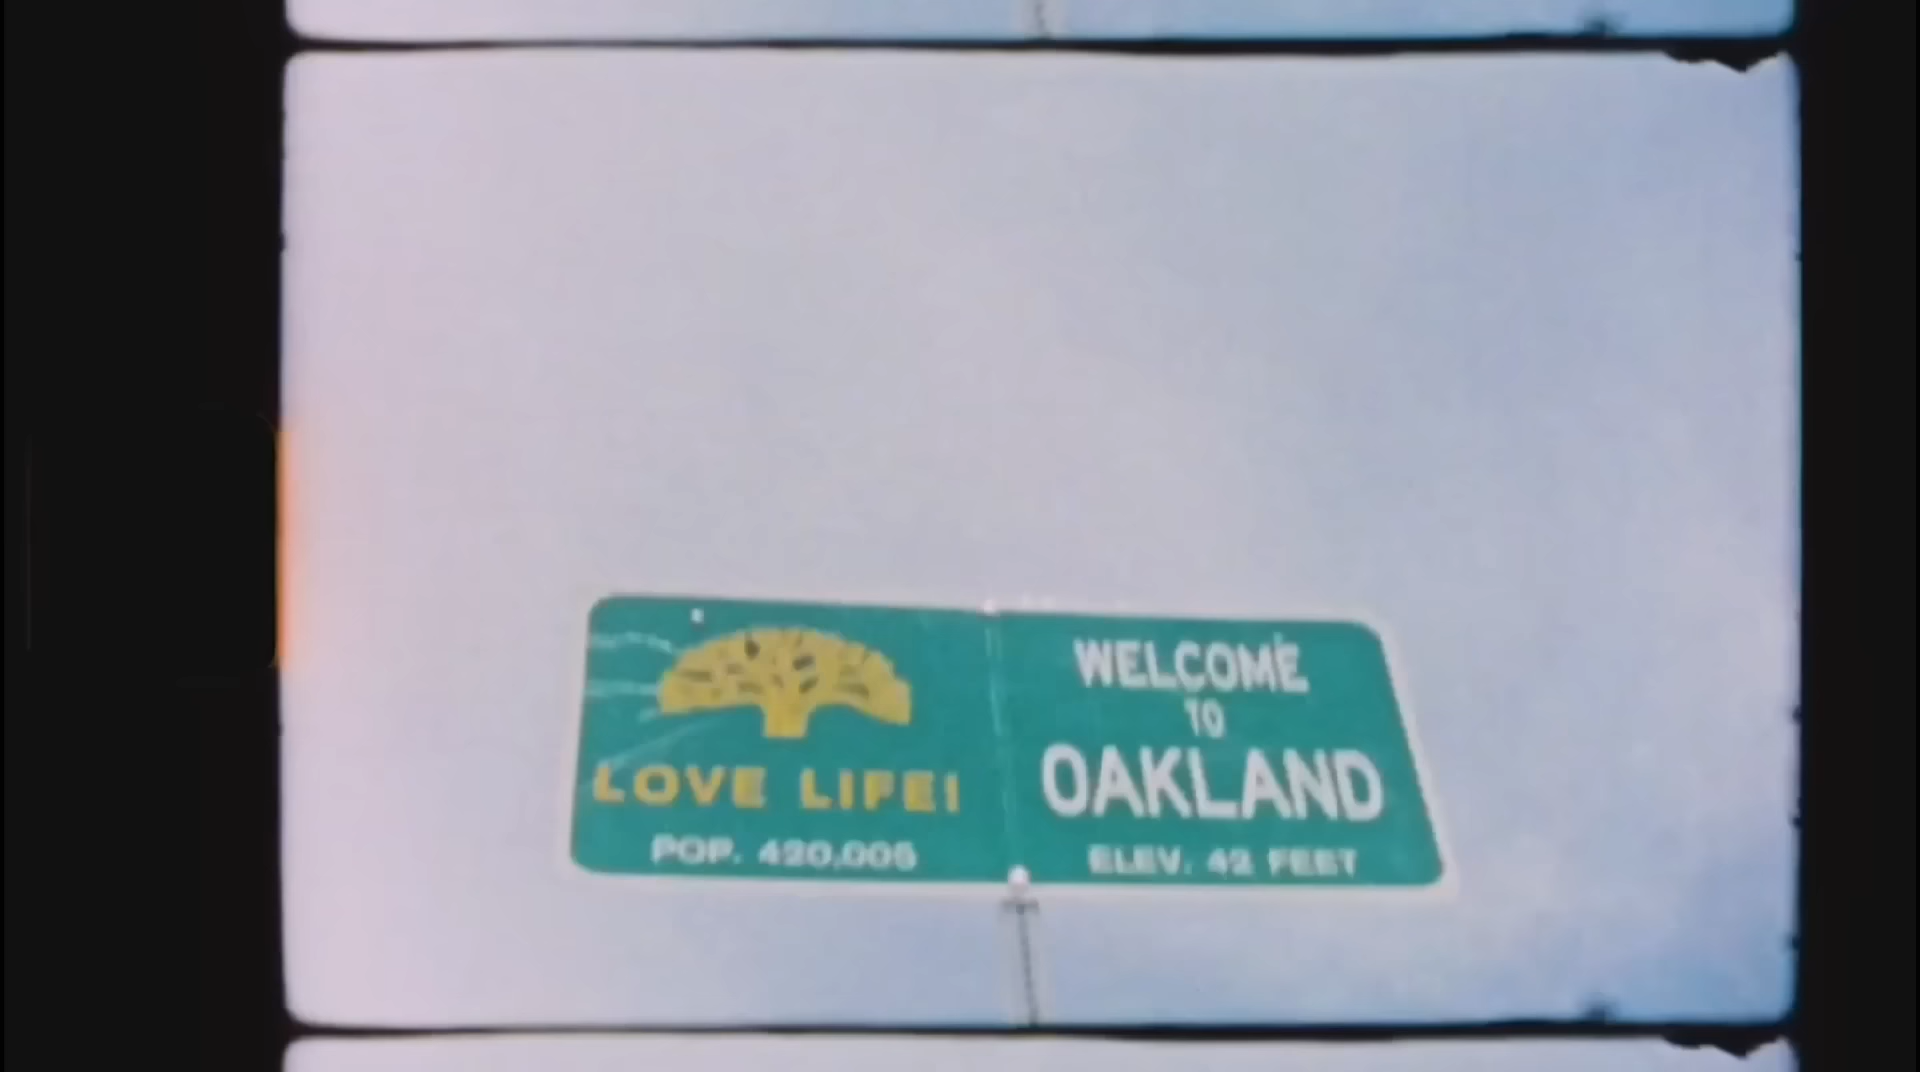 LOVE LIFE!
POP. 420,005
WELCOME
TO
OAKLAND
ELEV. 42 FEET